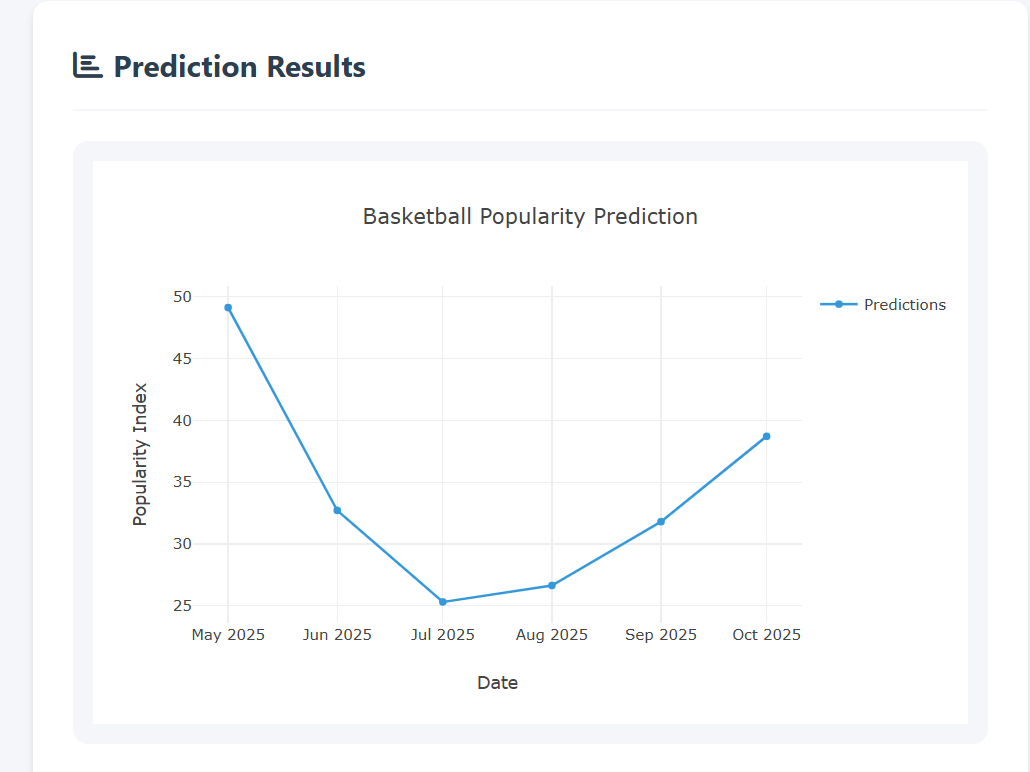 Prediction Results
Basketball Popularity Prediction
Predictions
Popularity Index
50
45
40
35
30
25
May 2025 Jun 2025 Jul 2025 Aug 2025 Sep 2025 Oct 2025
Date